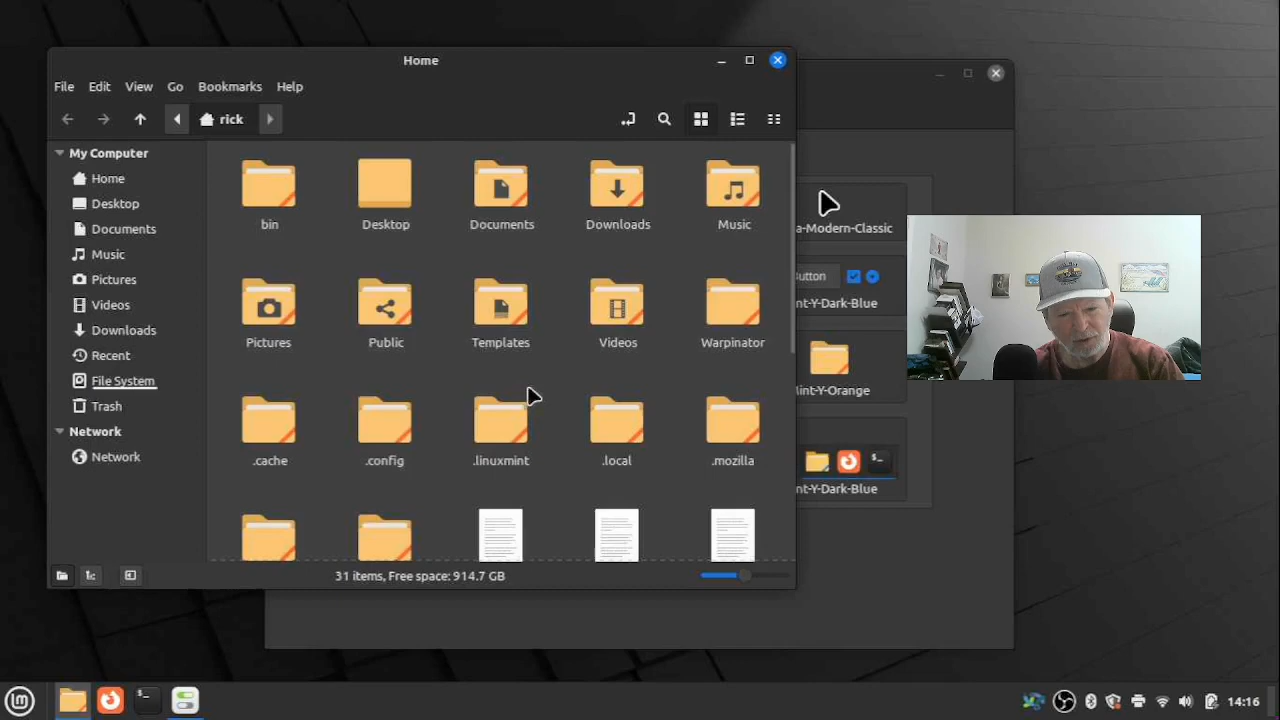 Home
File Edit View Go Bookmarks Help
rick
My Computer
Home
Desktop
Documents
Music
Pictures
Videos
Downloads
Recent
File System
Trash
Network
Network
bin Desktop Documents Downloads Music
Pictures Public Templates Videos Warpinator
.cache .config .linuxmint .local .mozilla
31 items, Free space: 914.7 GB
a-Modern-Classic
utton
nt-Y-Dark-Blue
int-Y-Orange
$_
nt-Y-Dark-Blue
lm
$_
14:16